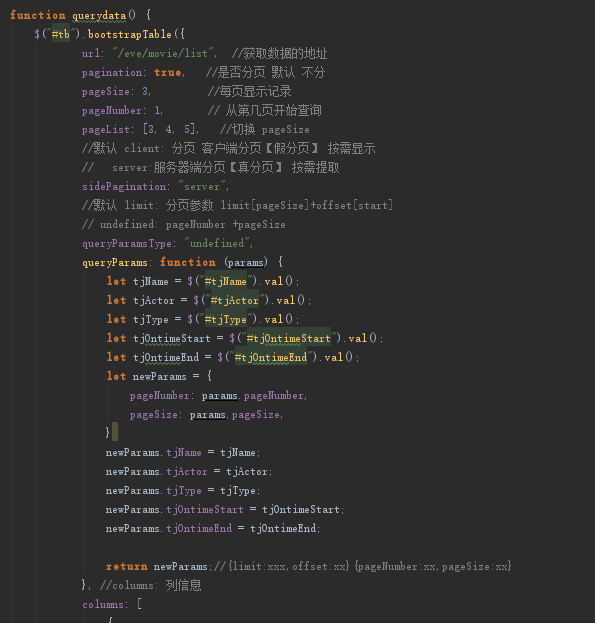 function querydata() {
$("#tb").bootstrapTable({
url: "/eve/movie/list", //获取数据的地址
pagination: true, //是否分页 默认 不分
pageSize: 3, //每页显示记录
pageNumber: 1, // 从第几页开始查询
pageList: [3, 4, 5], //切换 pageSize
//默认 client: 分页 客户端分页【假分页】 按需显示
// server:服务器端分页【真分页】 按需提取
sidePagination: "server",
//默认 limit: 分页参数 limit[pageSize]+offset[start]
// undefined: pageNumber +pageSize
queryParamsType: "undefined",
queryParams: function (params) {
let tjName = $("#tjName").val();
let tjActor = $("#tjActor").val();
let tjType = $("#tjType").val();
let tjOntimeStart = $("#tjOntimeStart").val();
let tjOntimeEnd = $("#tjOntimeEnd").val();
let newParams = {
pageNumber: params.pageNumber,
pageSize: params.pageSize,
}
newParams.tjName = tjName;
newParams.tjActor = tjActor;
newParams.tjType = tjType;
newParams.tjOntimeStart = tjOntimeStart;
newParams.tjOntimeEnd = tjOntimeEnd;
return newParams;//{limit:xxx,offset:xx}{pageNumber:xx,pageSize:xx}
}, //columns: 列信息
columns: [